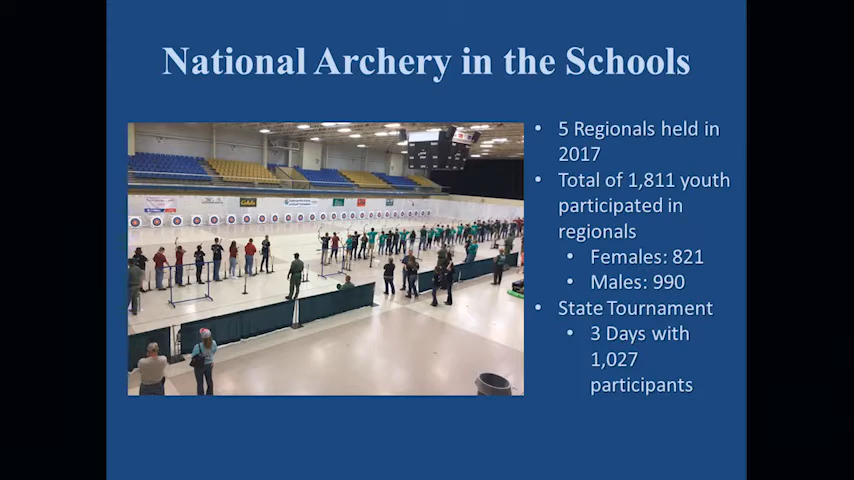 National Archery in the Schools
• 5 Regionals held in
2017
• Total of 1,811 youth
participated in
regionals
• Females: 821
• Males: 990
• State Tournament
• 3 Days with
1,027
participants